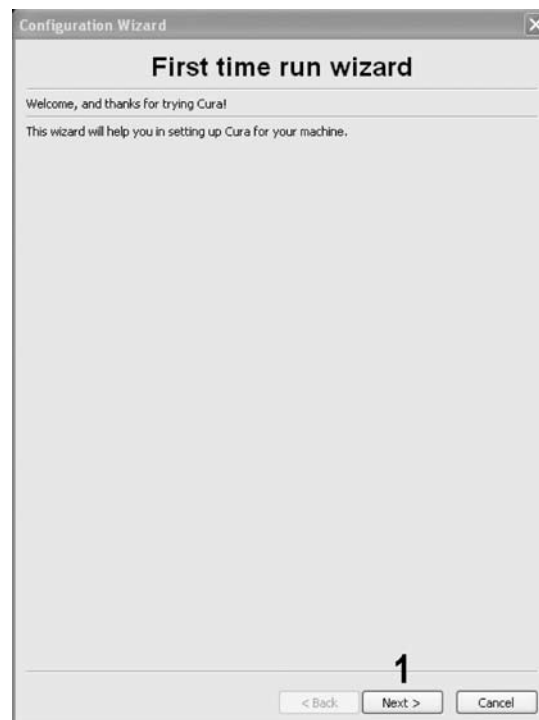 Configuration Wizard
First time run wizard
Welcome, and thanks for trying Cura!
This wizard will help you in setting up Cura for your machine.
1
< Back Next > Cancel